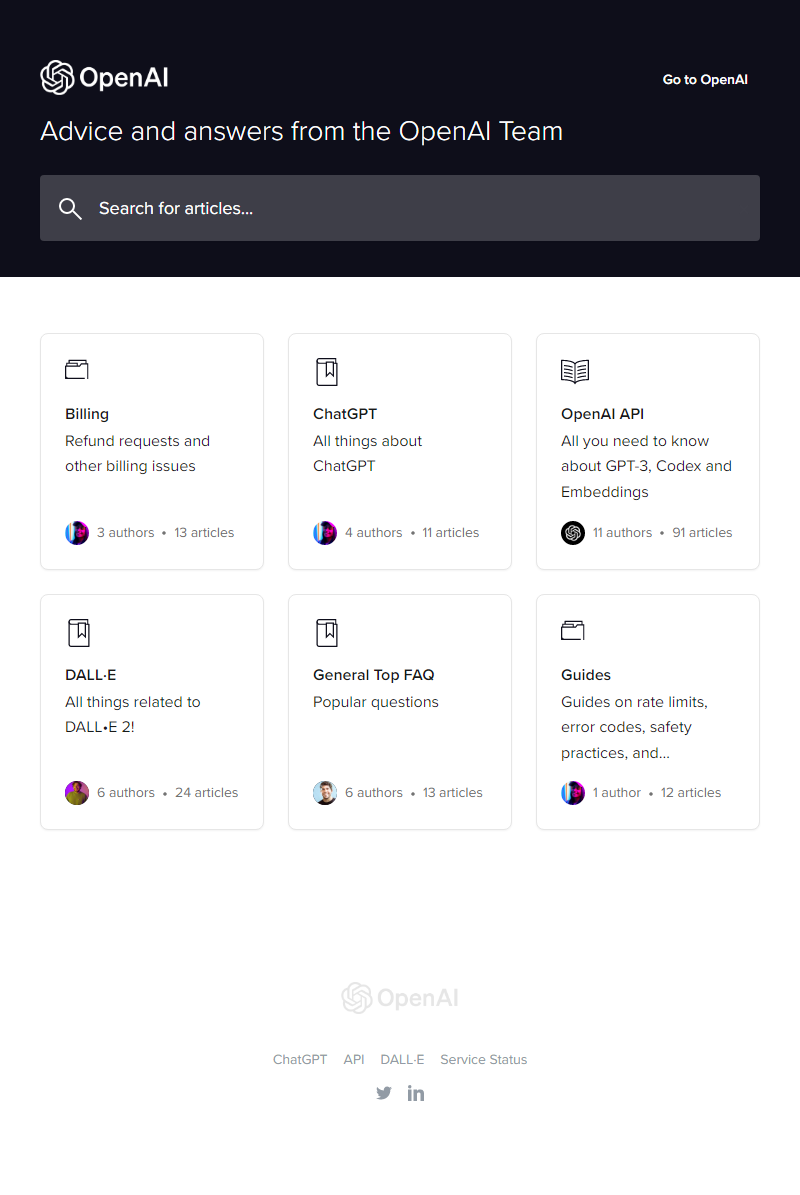 OpenAI
Go to OpenAI
Advice and answers from the OpenAI Team
Search for articles...
Billing
Refund requests and
other billing issues
3 authors • 13 articles
ChatGPT
All things about
ChatGPT
4 authors • 11 articles
OpenAI API
All you need to know
about GPT-3, Codex and
Embeddings
11 authors • 91 articles
DALL·E
All things related to
DALL•E 2!
6 authors • 24 articles
General Top FAQ
Popular questions
6 authors • 13 articles
Guides
Guides on rate limits,
error codes, safety
practices, and...
1 author • 12 articles
OpenAI
ChatGPT API DALL·E Service Status